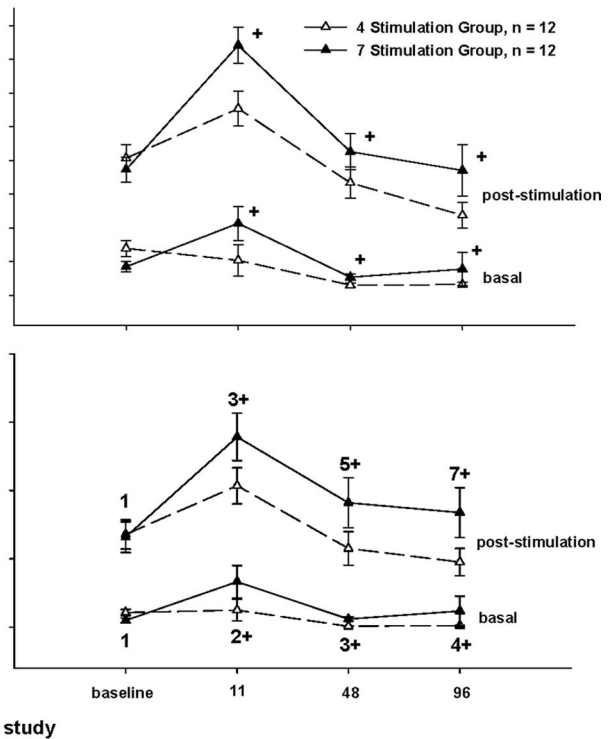 4 Stimulation Group, n = 12
+
7 Stimulation Group, n = 12
+
+
post-stimulation
+
+
+
basal
3+
5+
7+
1
post-stimulation
basal
1
2+
3+
4+
baseline 11 48 96
study